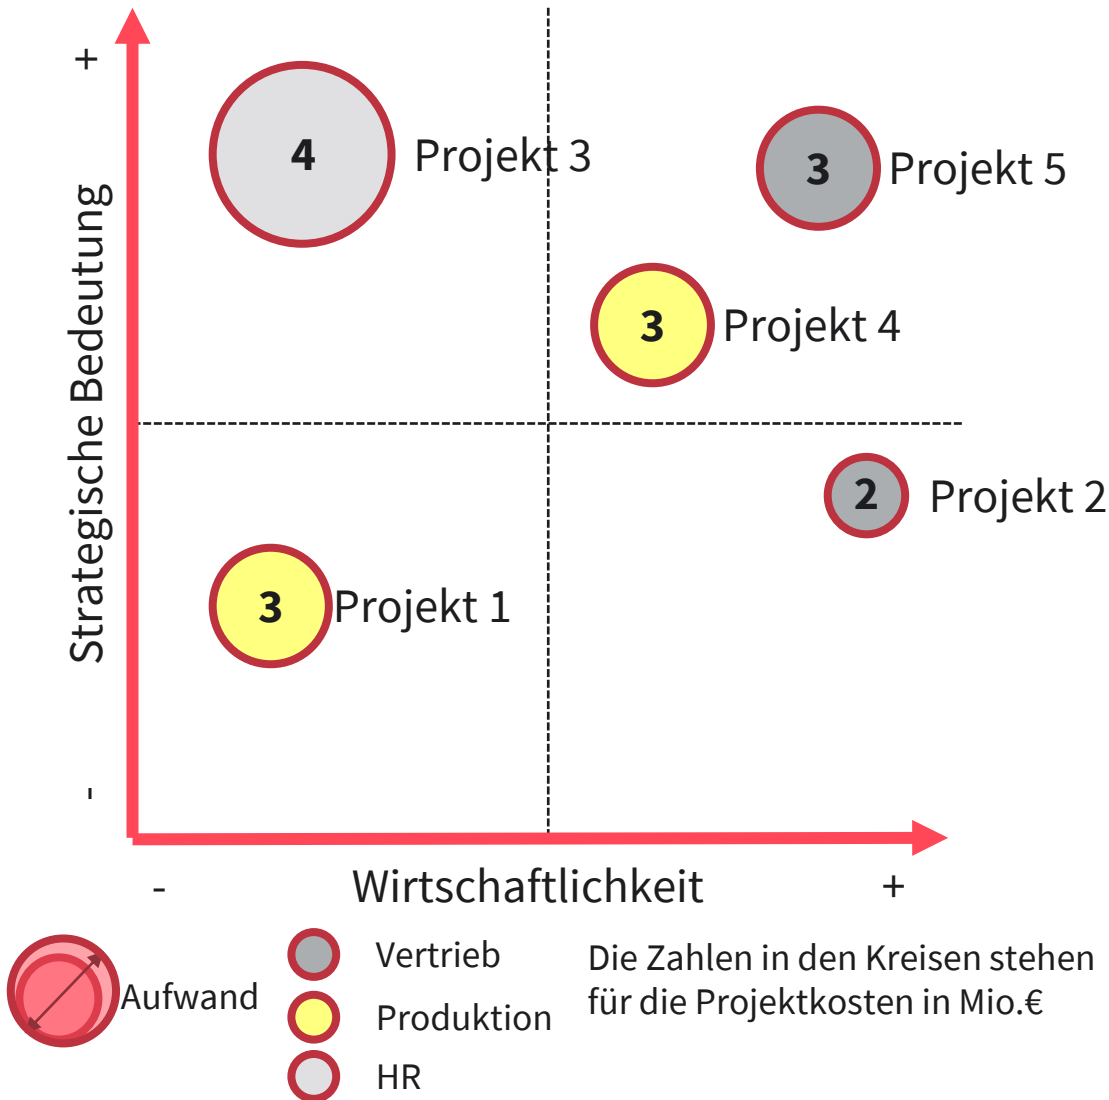 +
4
Projekt 3
3
Projekt 5
3
Projekt 4
Strategische Bedeutung
2
Projekt 2
3
Projekt 1
-
-
Wirtschaftlichkeit
+
Aufwand
Vertrieb
Produktion
HR
Die Zahlen in den Kreisen stehen
für die Projektkosten in Mio.€